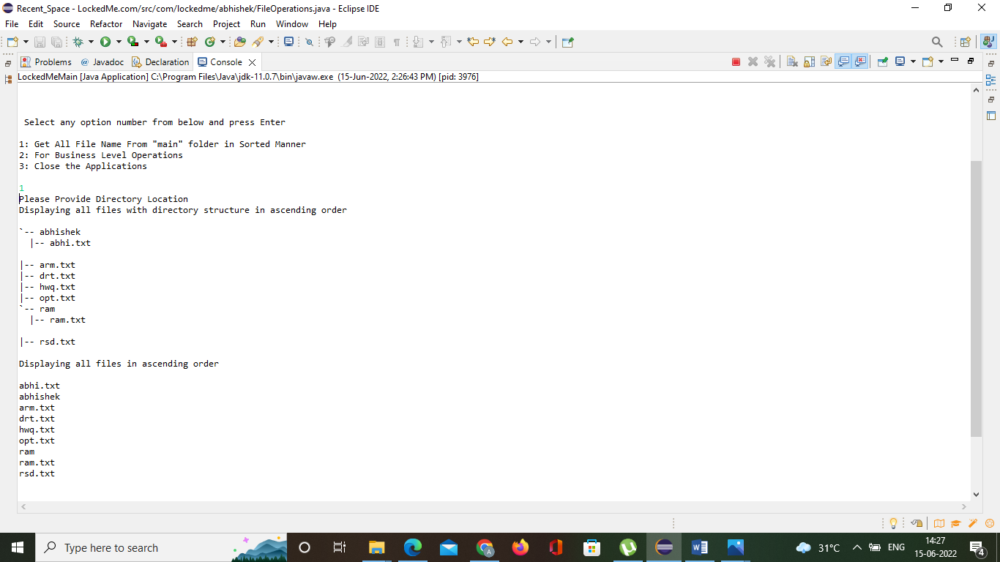 Recent_Space - LockedMe.com/src/com/lockedme/abhishek/FileOperations.java - Eclipse IDE
File Edit Source Refactor Navigate Search Project Run Window Help
Problems @ Javadoc Declaration Console
LockedMeMain [Java Application] C:\Program Files\Java\jdk-11.0.7\bin\javaw.exe (15-Jun-2022, 2:26:43 PM) [pid: 3976]
Select any option number from below and press Enter
1: Get All File Name From "main" folder in Sorted Manner
2: For Business Level Operations
3: Close the Applications
1
Please Provide Directory Location
Displaying all files with directory structure in ascending order
`-- abhishek
  |-- abhi.txt
|-- arm.txt
|-- drt.txt
|-- hwq.txt
|-- opt.txt
`-- ram
  |-- ram.txt
|-- rsd.txt
Displaying all files in ascending order
abhi.txt
abhishek
arm.txt
drt.txt
hwq.txt
opt.txt
ram
ram.txt
rsd.txt
Type here to search
31°C
ENG
14:27
15-06-2022
4